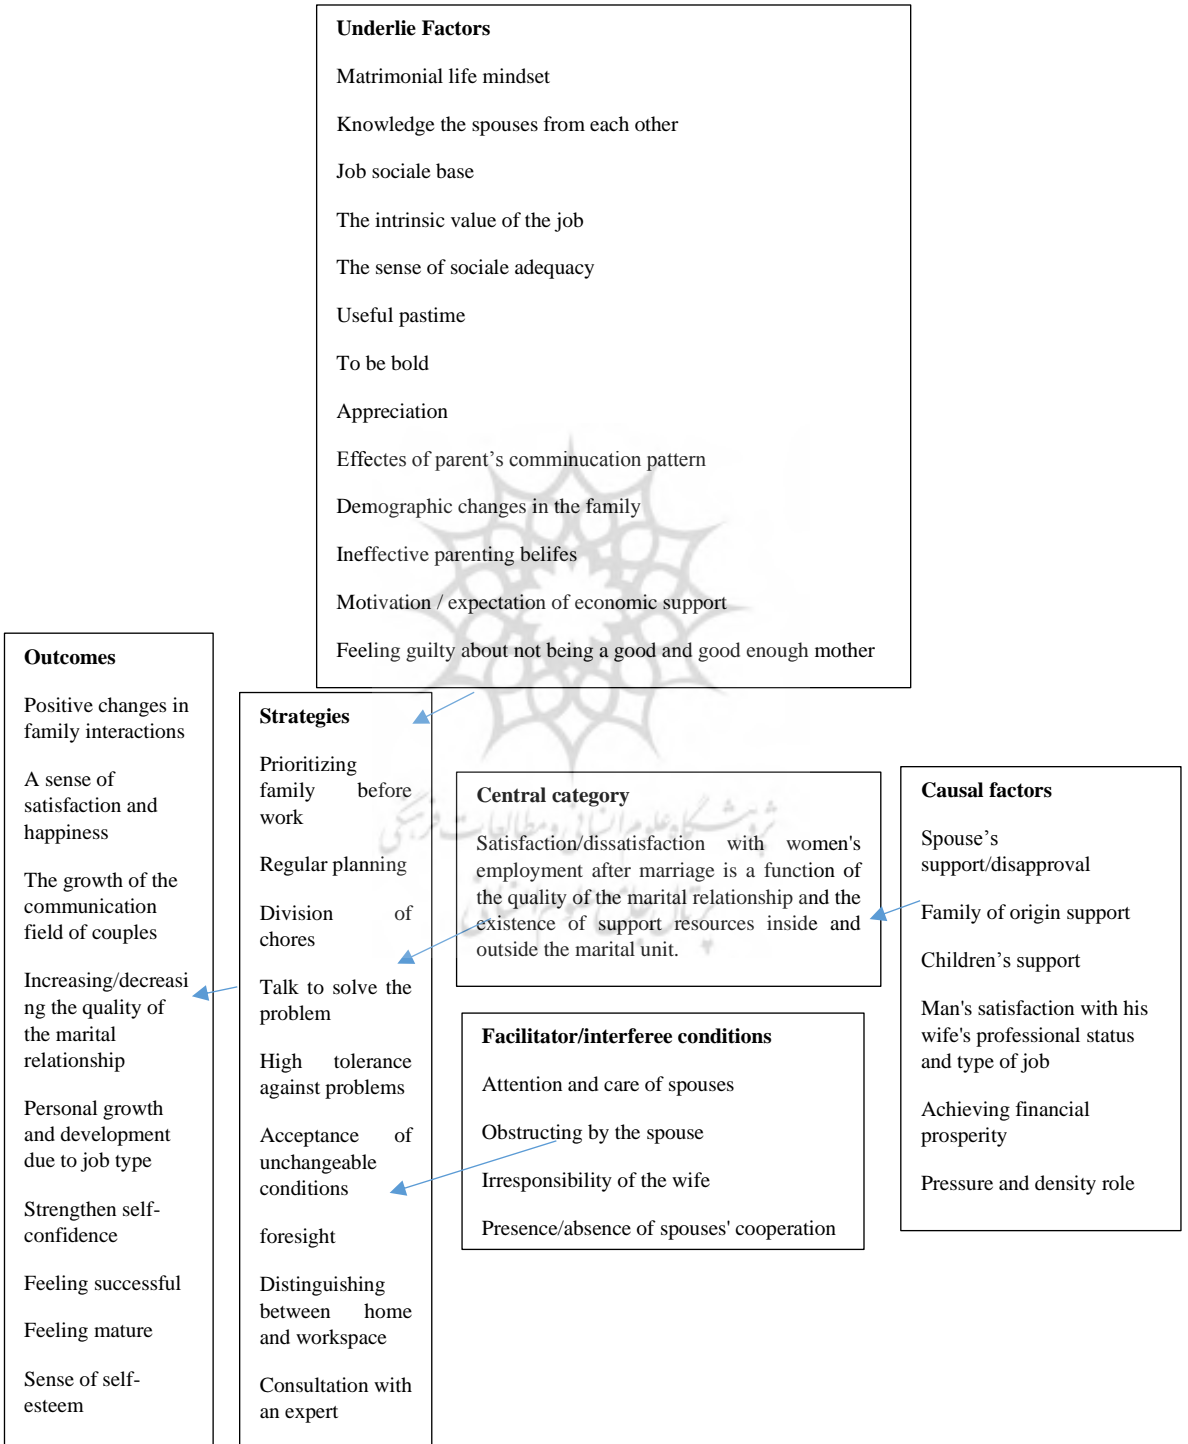 Underlie Factors
Matrimonial life mindset
Knowledge the spouses from each other
Job sociale base
The intrinsic value of the job
The sense of sociale adequacy
Useful pastime
To be bold
Appreciation
Effectes of parent’s comminucation pattern
Demographic changes in the family
Ineffective parenting belifes
Motivation / expectation of economic support
Feeling guilty about not being a good and good enough mother
Outcomes
Positive changes in
family interactions
A sense of
satisfaction and
happiness
The growth of the
communication
field of couples
Increasing/decreasi
ng the quality of
the marital
relationship
Personal growth
and development
due to job type
Strengthen self-
confidence
Feeling successful
Feeling mature
Sense of self-
esteem
Strategies
Prioritizing
family before
work
Regular planning
Division of
chores
Talk to solve the
problem
High tolerance
against problems
Acceptance of
unchangeable
conditions
foresight
Distinguishing
between home
and workspace
Consultation with
an expert
Central category
Satisfaction/dissatisfaction with women's
employment after marriage is a function of
the quality of the marital relationship and the
existence of support resources inside and
outside the marital unit.
Facilitator/interferee conditions
Attention and care of spouses
Obstructing by the spouse
Irresponsibility of the wife
Presence/absence of spouses' cooperation
Causal factors
Spouse’s
support/disapproval
Family of origin support
Children’s support
Man's satisfaction with his
wife's professional status
and type of job
Achieving financial
prosperity
Pressure and density role
پژوهشگاه علوم انسانی و مطالعات فرهنگی
پرتال جامع علوم انسانی